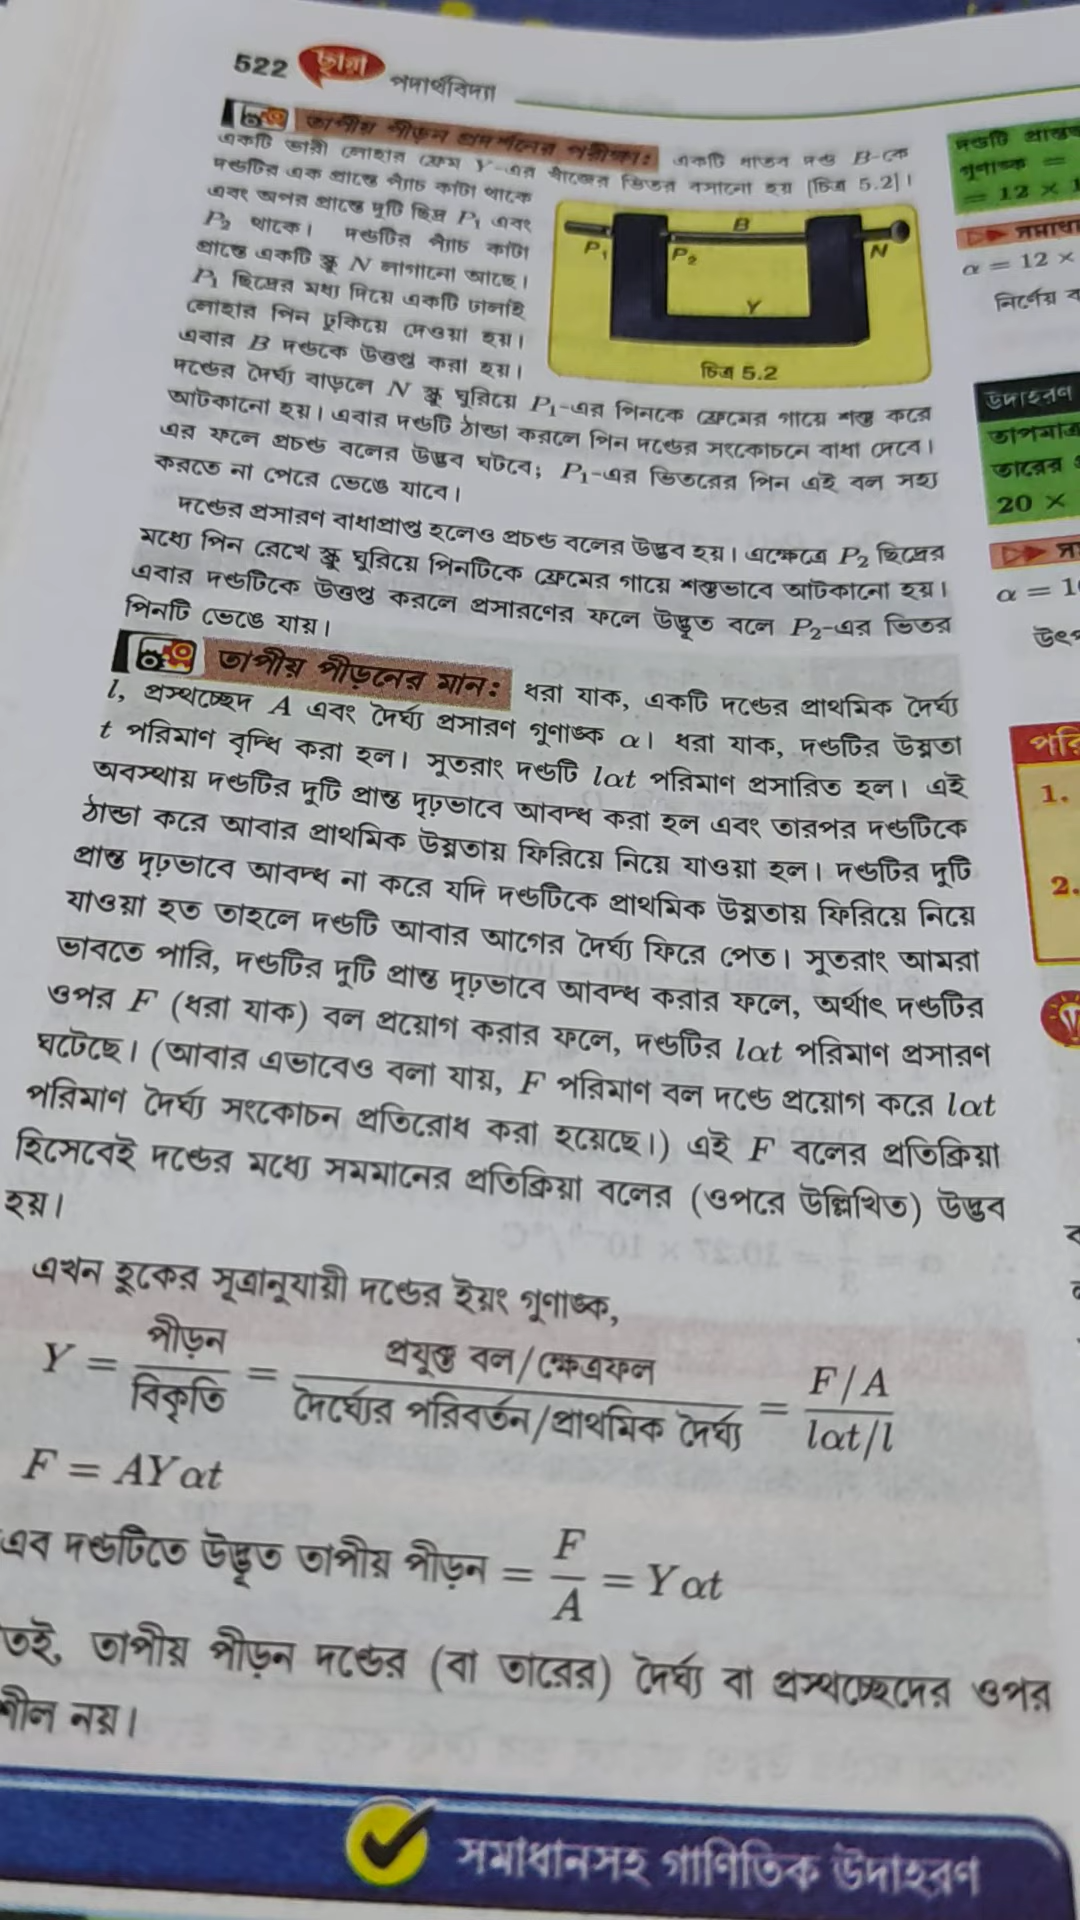 522 ছায়া পদার্থবিদ্যা
তাপীয় পীড়ন প্রদর্শনের পরীক্ষা: একটি ধাতব দণ্ড B-কে
একটি ভারী লোহার ফ্রেম Y-এর খাঁজের ভিতর বসানো হয় [চিত্র 5.2]।
দণ্ডটির এক প্রান্তে প্যাঁচ কাটা থাকে
এবং অপর প্রান্তে দুটি ছিদ্র P₁ এবং
P₂ থাকে। দণ্ডটির প্যাঁচ কাটা
প্রান্তে একটি স্ক্রু N লাগানো আছে।
P₁ ছিদ্রের মধ্য দিয়ে একটি ঢালাই
লোহার পিন ঢুকিয়ে দেওয়া হয়।
এবার B দণ্ডকে উত্তপ্ত করা হয়।
P₁ P₂ B N
Y
চিত্র 5.2
দণ্ডের দৈর্ঘ্য বাড়লে N স্ক্রু ঘুরিয়ে P₁-এর পিনকে ফ্রেমের গায়ে শক্ত করে
আটকানো হয়। এবার দণ্ডটি ঠান্ডা করলে পিন দণ্ডের সংকোচনে বাধা দেবে।
এর ফলে প্রচণ্ড বলের উদ্ভব ঘটবে; P₁-এর ভিতরের পিন এই বল সহ্য
করতে না পেরে ভেঙে যাবে।
দণ্ডের প্রসারণ বাধাপ্রাপ্ত হলেও প্রচণ্ড বলের উদ্ভব হয়। এক্ষেত্রে P₂ ছিদ্রের
মধ্যে পিন রেখে স্ক্রু ঘুরিয়ে পিনটিকে ফ্রেমের গায়ে শক্তভাবে আটকানো হয়।
এবার দণ্ডটিকে উত্তপ্ত করলে প্রসারণের ফলে উদ্ভূত বলে P₂-এর ভিতর
পিনটি ভেঙে যায়।
তাপীয় পীড়নের মান: ধরা যাক, একটি দণ্ডের প্রাথমিক দৈর্ঘ্য
l, প্রস্থচ্ছেদ A এবং দৈর্ঘ্য প্রসারণ গুণাঙ্ক α। ধরা যাক, দণ্ডটির উষ্ণতা
t পরিমাণ বৃদ্ধি করা হল। সুতরাং দণ্ডটি lαt পরিমাণ প্রসারিত হল। এই
অবস্থায় দণ্ডটির দুটি প্রান্ত দৃঢ়ভাবে আবদ্ধ করা হল এবং তারপর দণ্ডটিকে
ঠান্ডা করে আবার প্রাথমিক উষ্ণতায় ফিরিয়ে নিয়ে যাওয়া হল। দণ্ডটির দুটি
প্রান্ত দৃঢ়ভাবে আবদ্ধ না করে যদি দণ্ডটিকে প্রাথমিক উষ্ণতায় ফিরিয়ে নিয়ে
যাওয়া হত তাহলে দণ্ডটি আবার আগের দৈর্ঘ্য ফিরে পেত। সুতরাং আমরা
ভাবতে পারি, দণ্ডটির দুটি প্রান্ত দৃঢ়ভাবে আবদ্ধ করার ফলে, অর্থাৎ দণ্ডটির
ওপর F (ধরা যাক) বল প্রয়োগ করার ফলে, দণ্ডটির lαt পরিমাণ প্রসারণ
ঘটেছে। (আবার এভাবেও বলা যায়, F পরিমাণ বল দণ্ডে প্রয়োগ করে lαt
পরিমাণ দৈর্ঘ্য সংকোচন প্রতিরোধ করা হয়েছে।) এই F বলের প্রতিক্রিয়া
হিসেবেই দণ্ডের মধ্যে সমমানের প্রতিক্রিয়া বলের (ওপরে উল্লিখিত) উদ্ভব
হয়।
এখন হুকের সূত্রানুযায়ী দণ্ডের ইয়ং গুণাঙ্ক,
Y = পীড়ন/বিকৃতি = প্রযুক্ত বল/ক্ষেত্রফল / দৈর্ঘ্যের পরিবর্তন/প্রাথমিক দৈর্ঘ্য = F/A / lαt/l
F = AYαt
এব দণ্ডটিতে উদ্ভূত তাপীয় পীড়ন = F/A = Yαt
তই, তাপীয় পীড়ন দণ্ডের (বা তারের) দৈর্ঘ্য বা প্রস্থচ্ছেদের ওপর
শীল নয়।
সমাধানসহ গাণিতিক উদাহরণ
দণ্ডটি
গুণাঙ্ক =
= 12 ×
α = 12 ×
নির্ণেয়
উদাহরণ
তাপমাত্র
তারের
20 ×
α =
পরি
1.
2.